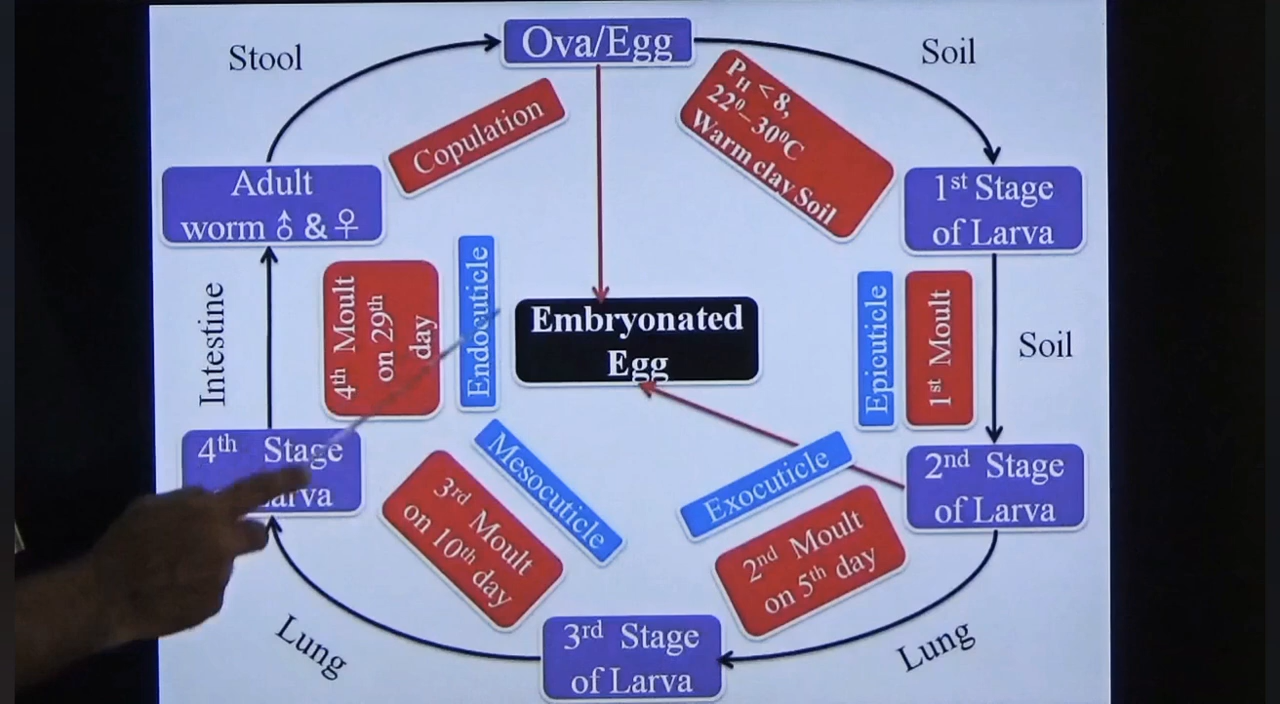 Stool
Ova/Egg
Soil
Copulation
P_H < 8,
22⁰– 30⁰C
Warm clay Soil
Adult
worm ♂ & ♀
1st Stage
of Larva
Intestine
4th Moult
on 29th
day
Endocuticle
Embryonated
Egg
Epicuticle
1st Moult
Soil
4th Stage
3rd Moult
on 10th day
Mesocuticle
Exocuticle
2nd Moult
on 5th day
2nd Stage
of Larva
Lung
3rd Stage
of Larva
Lung